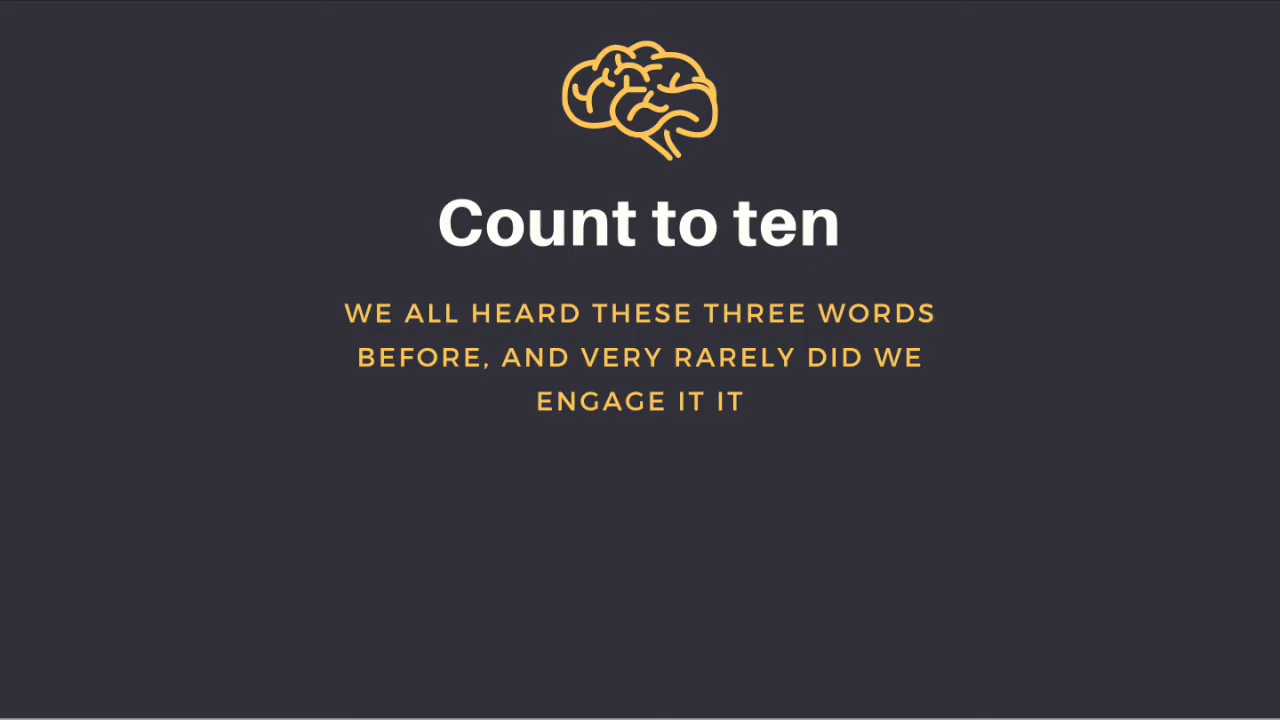 Count to ten
WE ALL HEARD THESE THREE WORDS
BEFORE, AND VERY RARELY DID WE
ENGAGE IT IT